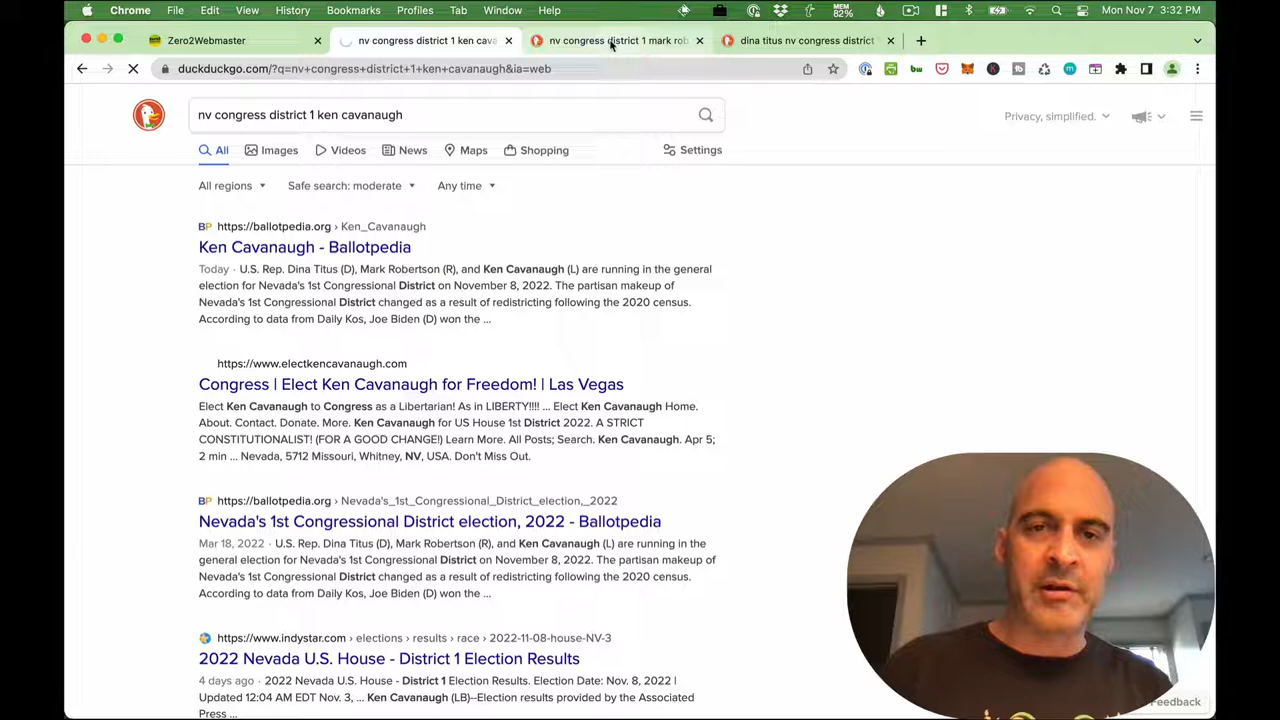 Chrome File Edit View History Bookmarks Profiles Tab Window Help MEM 82% Mon Nov 7 3:32 PM
Zero2Webmaster nv congress district 1 ken cava nv congress district 1 mark rob dina titus nv congress district
duckduckgo.com/?q=nv+congress+district+1+ken+cavanaugh&ia=web
nv congress district 1 ken cavanaugh
Privacy, simplified.
All Images Videos News Maps Shopping Settings
All regions Safe search: moderate Any time
BP https://ballotpedia.org › Ken_Cavanaugh
Ken Cavanaugh - Ballotpedia
Today · U.S. Rep. Dina Titus (D), Mark Robertson (R), and Ken Cavanaugh (L) are running in the general
election for Nevada's 1st Congressional District on November 8, 2022. The partisan makeup of
Nevada's 1st Congressional District changed as a result of redistricting following the 2020 census.
According to data from Daily Kos, Joe Biden (D) won the ...
https://www.electkencavanaugh.com
Congress | Elect Ken Cavanaugh for Freedom! | Las Vegas
Elect Ken Cavanaugh to Congress as a Libertarian! As in LIBERTY!!!! ... Elect Ken Cavanaugh Home.
About. Contact. Donate. More. Ken Cavanaugh for US House 1st District 2022. A STRICT
CONSTITUTIONALIST! (FOR A GOOD CHANGE!) Learn More. All Posts; Search. Ken Cavanaugh. Apr 5;
2 min ... Nevada, 5712 Missouri, Whitney, NV, USA. Don't Miss Out.
BP https://ballotpedia.org › Nevada's_1st_Congressional_District_election,_2022
Nevada's 1st Congressional District election, 2022 - Ballotpedia
Mar 18, 2022 · U.S. Rep. Dina Titus (D), Mark Robertson (R), and Ken Cavanaugh (L) are running in the
general election for Nevada's 1st Congressional District on November 8, 2022. The partisan makeup of
Nevada's 1st Congressional District changed as a result of redistricting following the 2020 census.
According to data from Daily Kos, Joe Biden (D) won the ...
https://www.indystar.com › elections › results › race › 2022-11-08-house-NV-3
2022 Nevada U.S. House - District 1 Election Results
4 days ago · 2022 Nevada U.S. House - District 1 Election Results. Election Date: Nov. 8, 2022 |
Updated 12:04 AM EDT Nov. 3, ... Ken Cavanaugh (LB)--Election results provided by the Associated
Press ...
Feedback